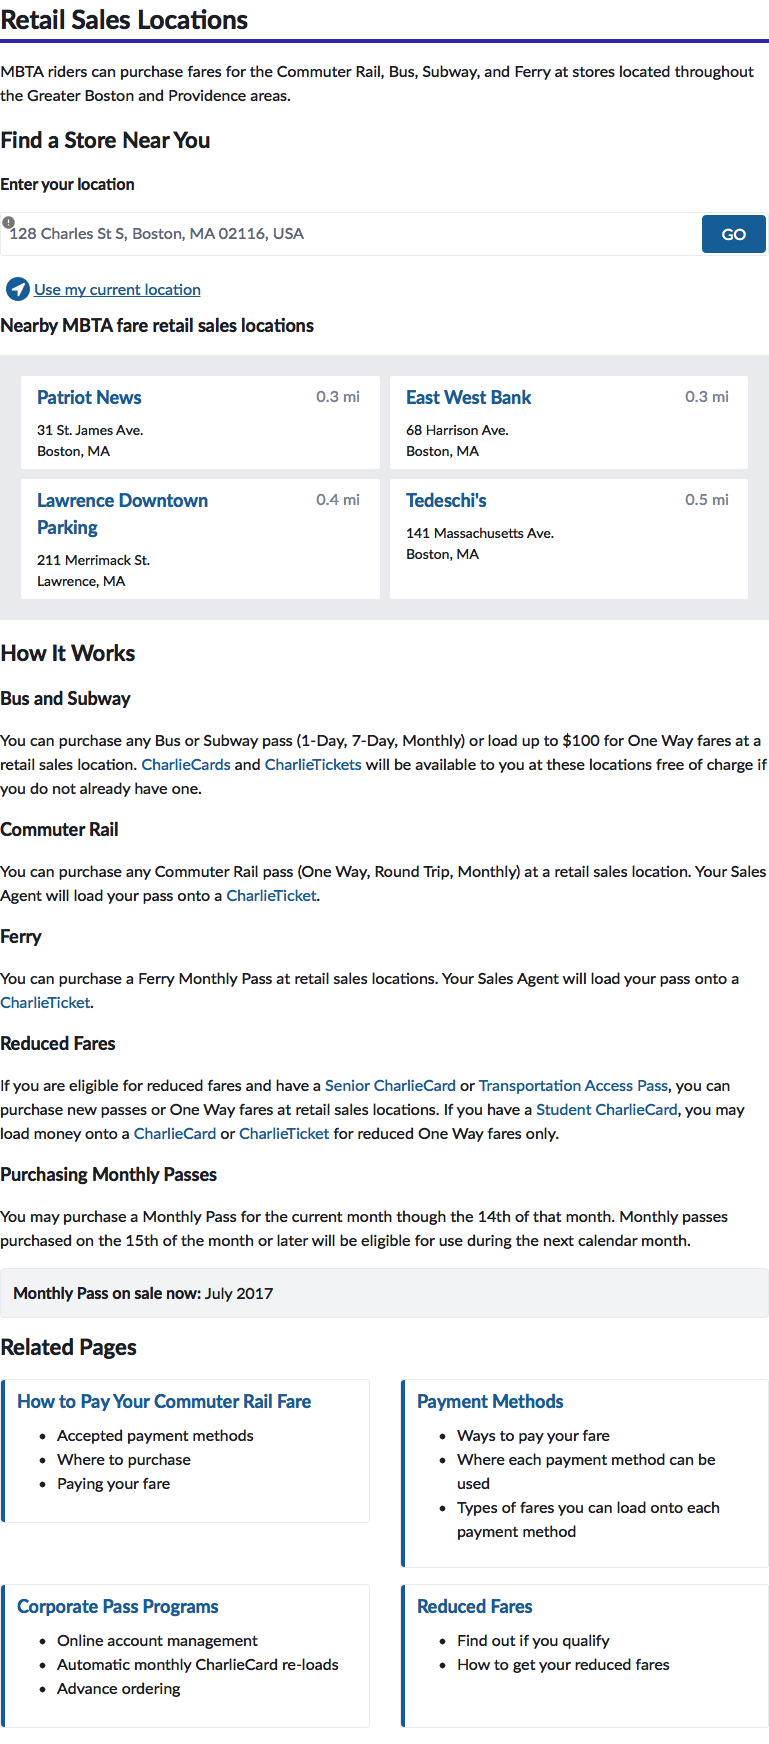 Retail Sales Locations
MBTA riders can purchase fares for the Commuter Rail, Bus, Subway, and Ferry at stores located throughout
the Greater Boston and Providence areas.
Find a Store Near You
Enter your location
128 Charles St S, Boston, MA 02116, USA
GO
Use my current location
Nearby MBTA fare retail sales locations
Patriot News 0.3 mi
31 St. James Ave.
Boston, MA
East West Bank 0.3 mi
68 Harrison Ave.
Boston, MA
Lawrence Downtown 0.4 mi
Parking
211 Merrimack St.
Lawrence, MA
Tedeschi's 0.5 mi
141 Massachusetts Ave.
Boston, MA
How It Works
Bus and Subway
You can purchase any Bus or Subway pass (1-Day, 7-Day, Monthly) or load up to $100 for One Way fares at a
retail sales location. CharlieCards and CharlieTickets will be available to you at these locations free of charge if
you do not already have one.
Commuter Rail
You can purchase any Commuter Rail pass (One Way, Round Trip, Monthly) at a retail sales location. Your Sales
Agent will load your pass onto a CharlieTicket.
Ferry
You can purchase a Ferry Monthly Pass at retail sales locations. Your Sales Agent will load your pass onto a
CharlieTicket.
Reduced Fares
If you are eligible for reduced fares and have a Senior CharlieCard or Transportation Access Pass, you can
purchase new passes or One Way fares at retail sales locations. If you have a Student CharlieCard, you may
load money onto a CharlieCard or CharlieTicket for reduced One Way fares only.
Purchasing Monthly Passes
You may purchase a Monthly Pass for the current month though the 14th of that month. Monthly passes
purchased on the 15th of the month or later will be eligible for use during the next calendar month.
Monthly Pass on sale now: July 2017
Related Pages
How to Pay Your Commuter Rail Fare
• Accepted payment methods
• Where to purchase
• Paying your fare
Payment Methods
• Ways to pay your fare
• Where each payment method can be
used
• Types of fares you can load onto each
payment method
Corporate Pass Programs
• Online account management
• Automatic monthly CharlieCard re-loads
• Advance ordering
Reduced Fares
• Find out if you qualify
• How to get your reduced fares